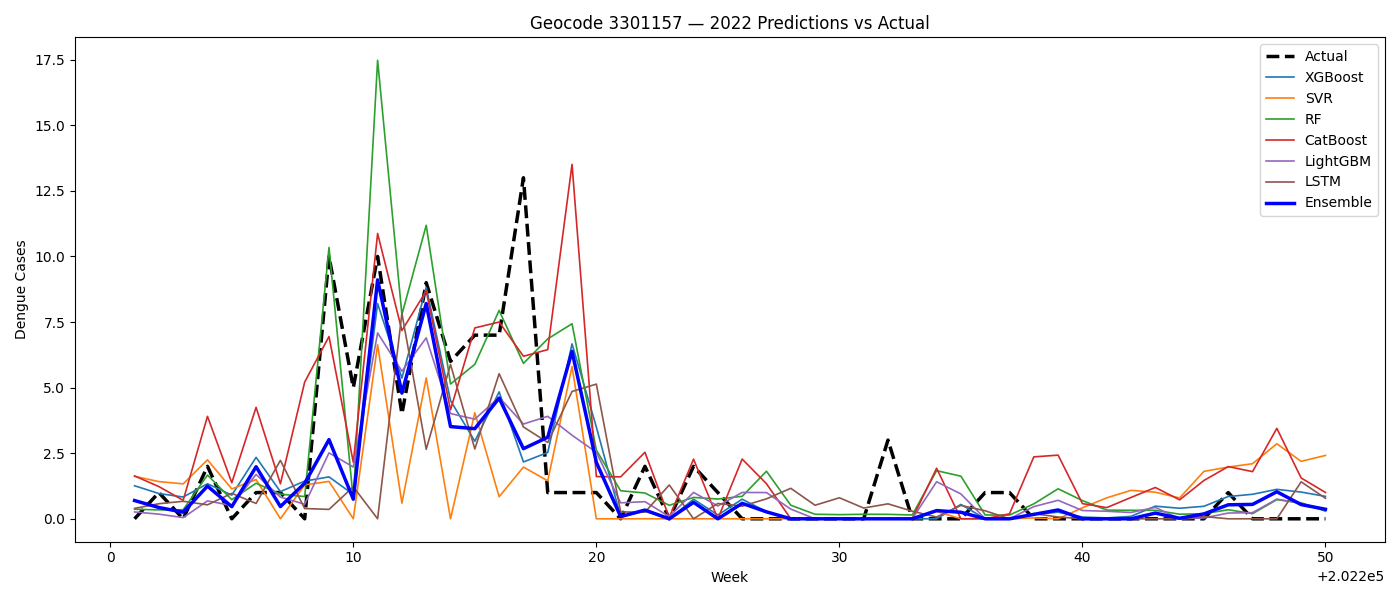 Geocode 3301157 — 2022 Predictions vs Actual
Dengue Cases
17.5
15.0
12.5
10.0
7.5
5.0
2.5
0.0
Actual
XGBoost
SVR
RF
CatBoost
LightGBM
LSTM
Ensemble
0
10
20
30
40
50
Week
+2.022e5